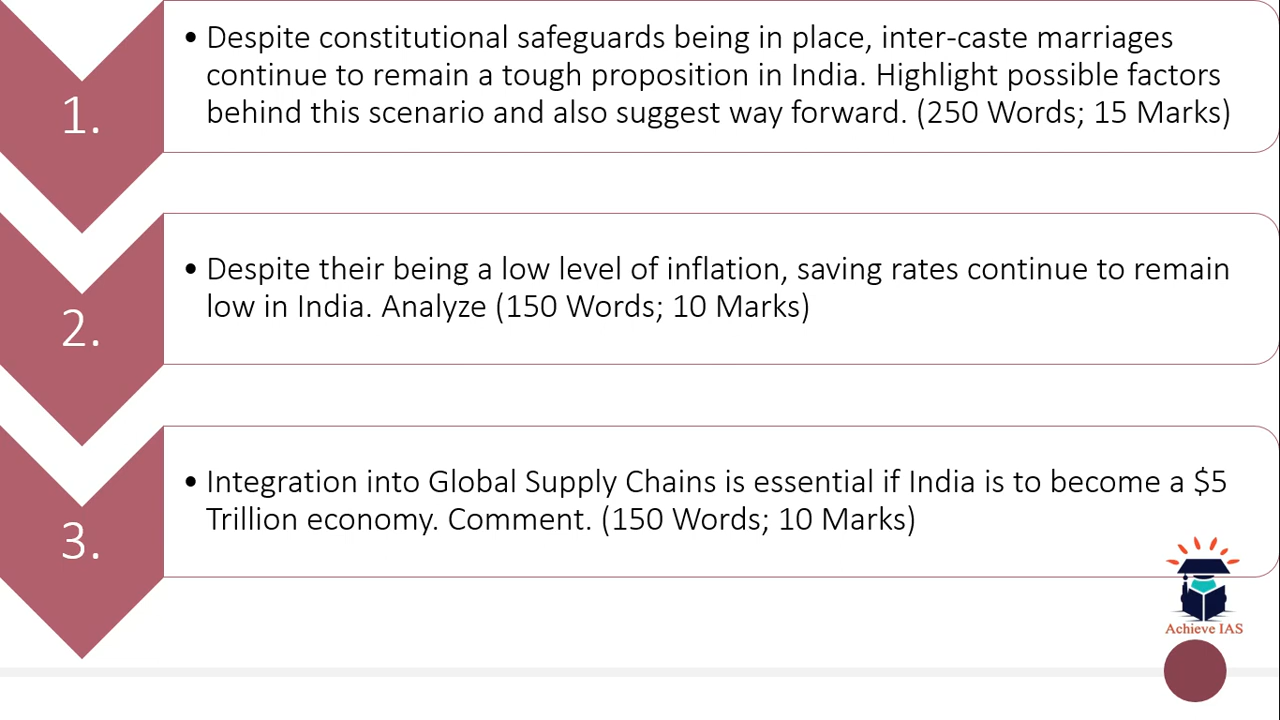 1.
• Despite constitutional safeguards being in place, inter-caste marriages
continue to remain a tough proposition in India. Highlight possible factors
behind this scenario and also suggest way forward. (250 Words; 15 Marks)
2.
• Despite their being a low level of inflation, saving rates continue to remain
low in India. Analyze (150 Words; 10 Marks)
3.
• Integration into Global Supply Chains is essential if India is to become a $5
Trillion economy. Comment. (150 Words; 10 Marks)
Achieve IAS